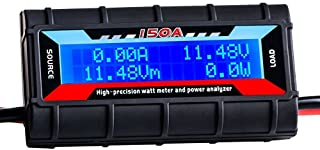 150A
SOURCE
0.00A 11.48V
11.48Vm 0.0W
LOAD
High-precision watt meter and power analyzer